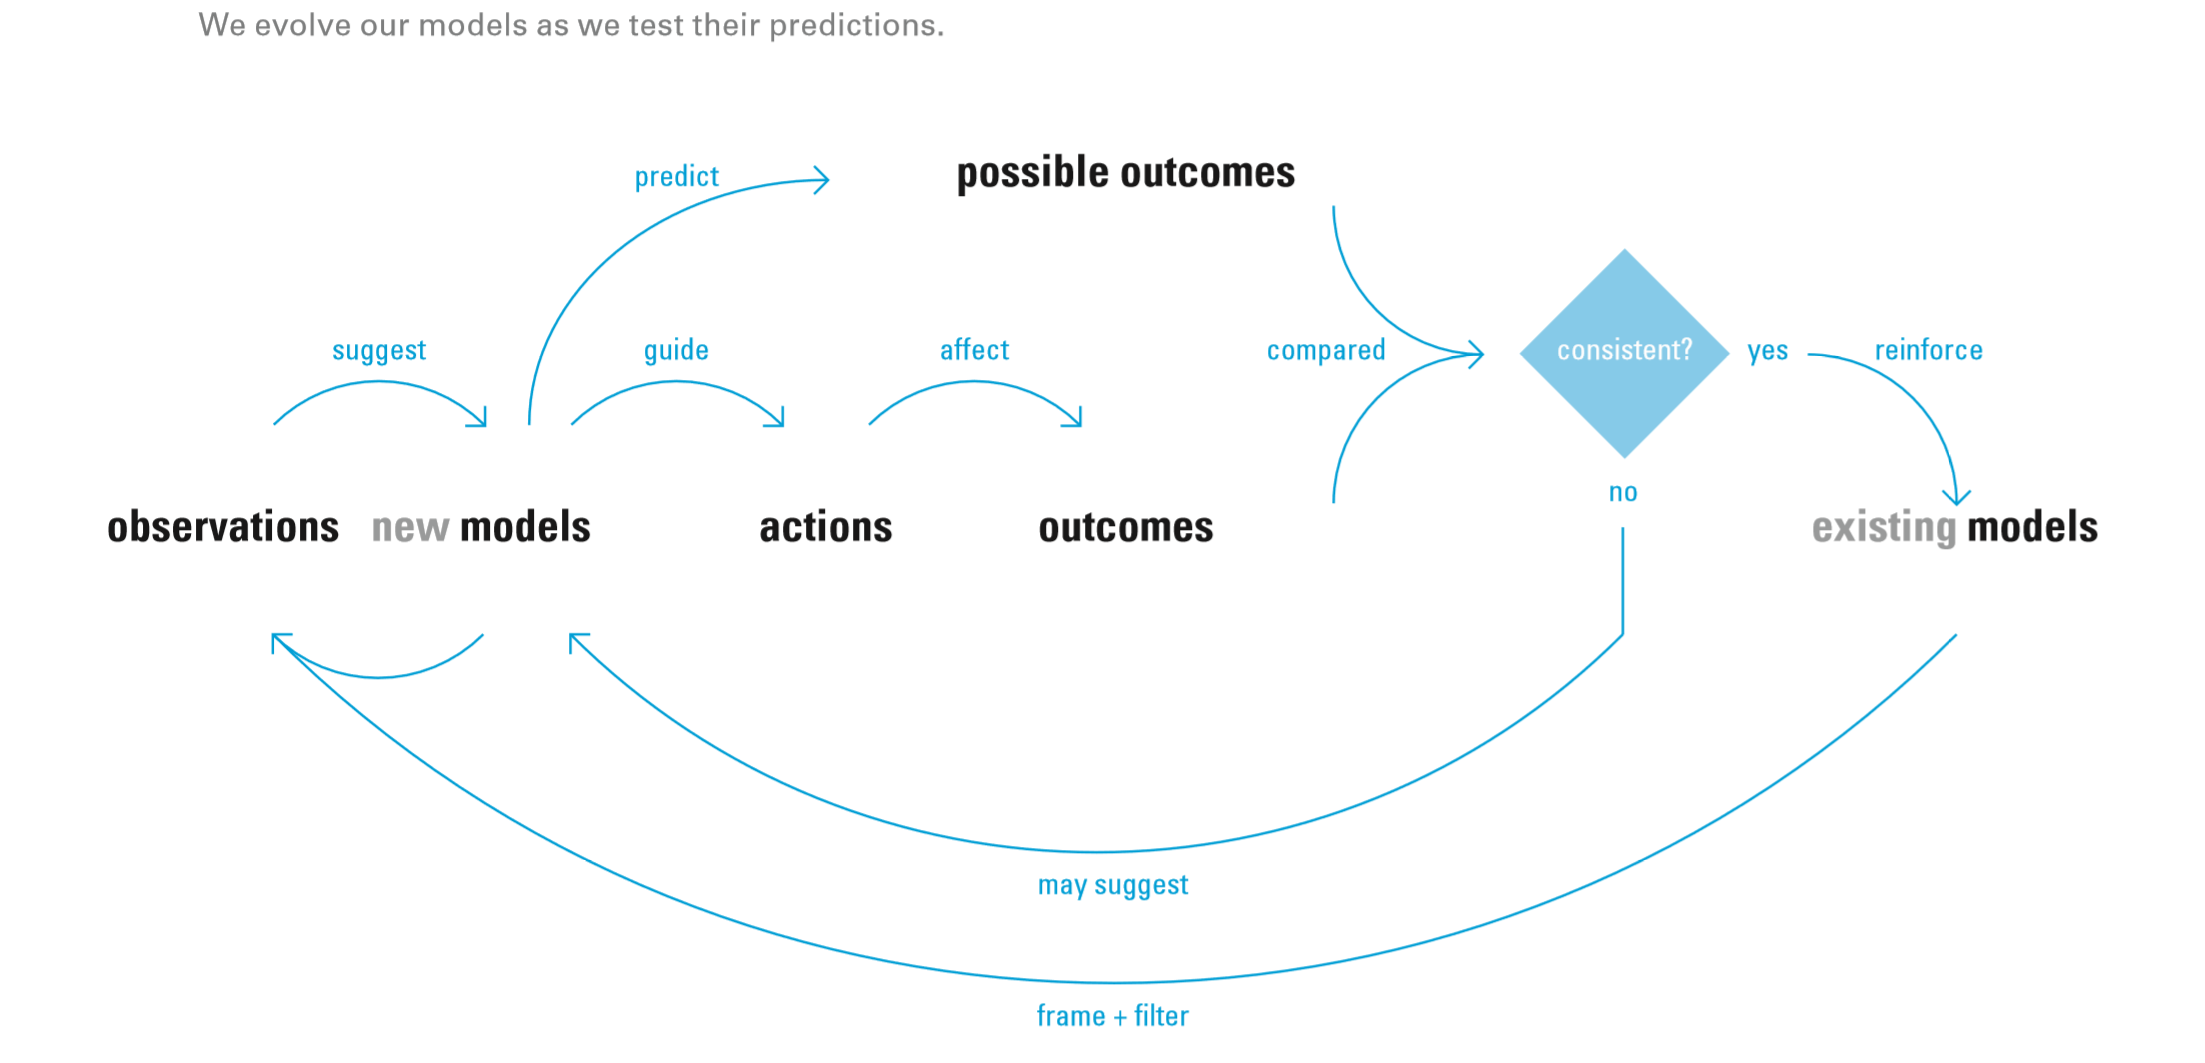 We evolve our models as we test their predictions.
predict
possible outcomes
suggest
guide
affect
compared
consistent?
yes
reinforce
no
observations
new models
actions
outcomes
existing models
may suggest
frame + filter